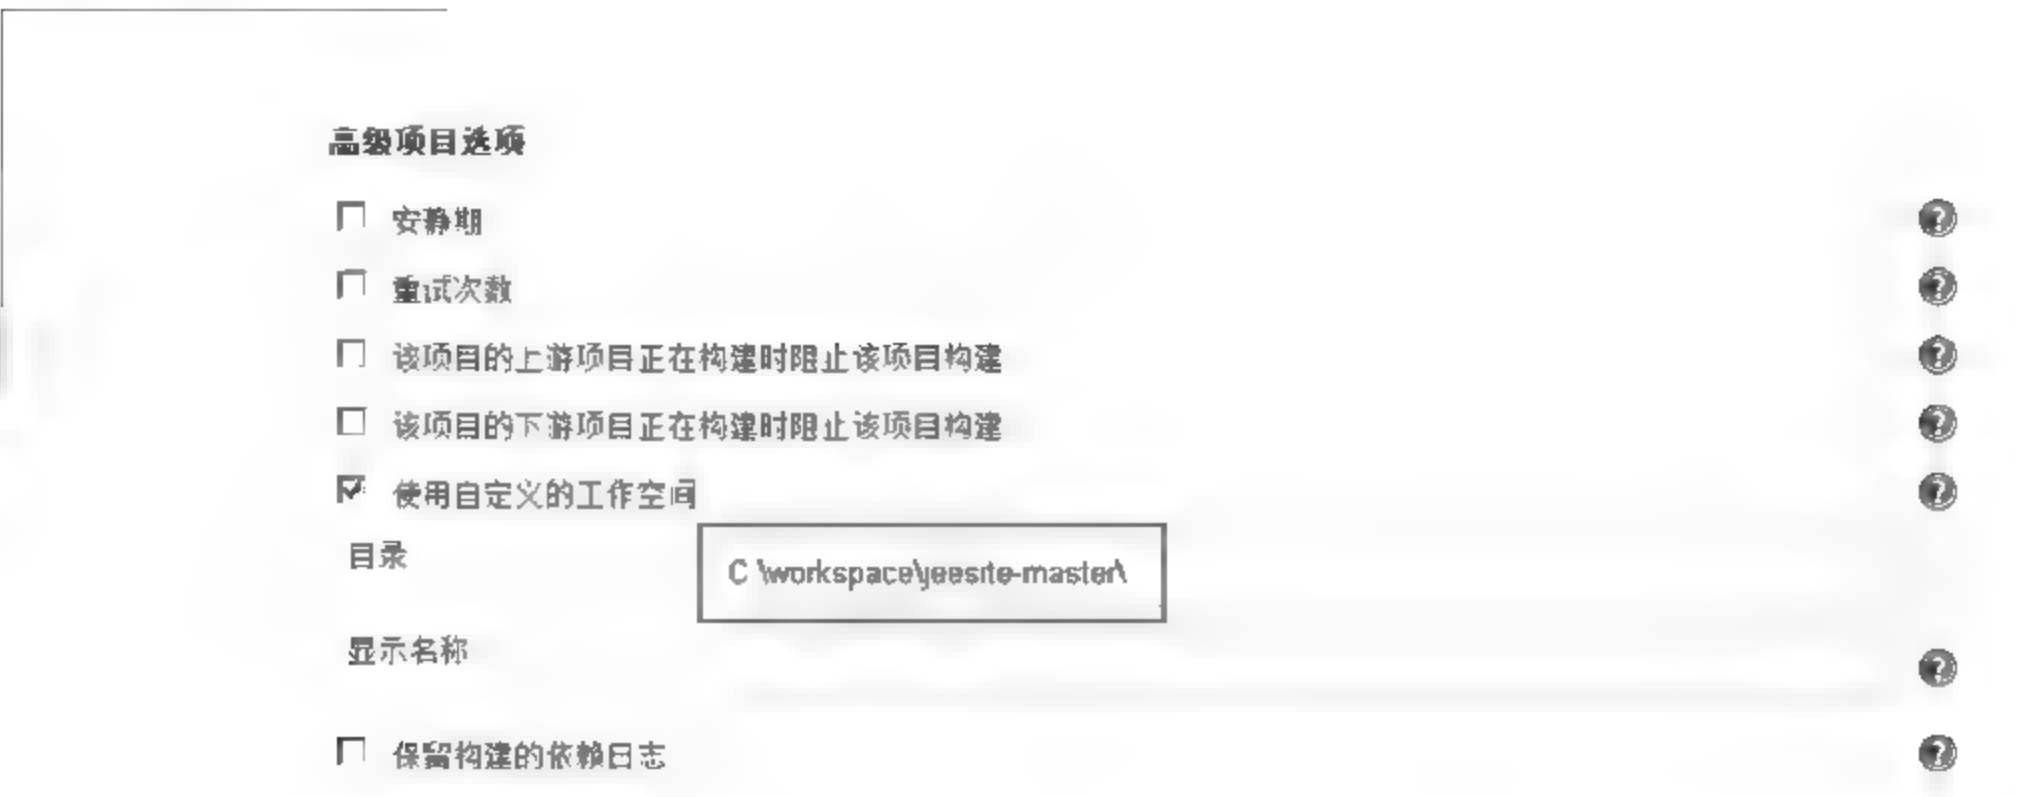 高级项目选项
安静期
重试次数
该项目的上游项目正在构建时阻止该项目构建
该项目的下游项目正在构建时阻止该项目构建
使用自定义的工作空间
目录
C \workspace\jeesite-master\
显示名称
保留构建的依赖日志